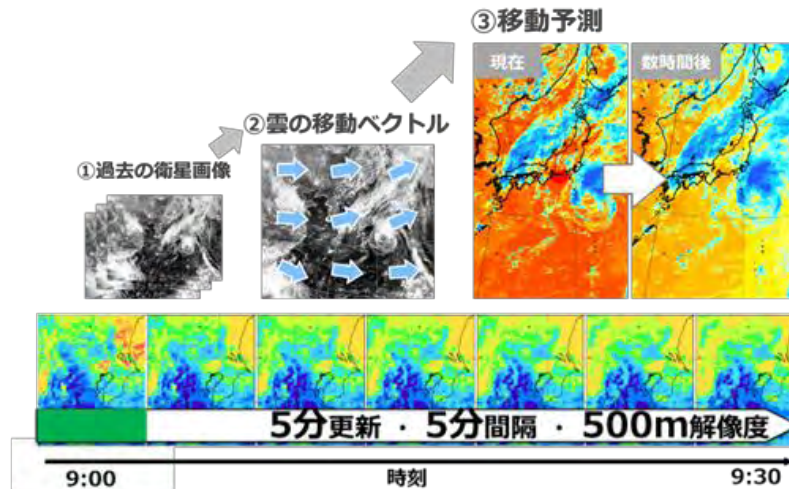 ③移動予測
現在
数時間後
②雲の移動ベクトル
①過去の衛星画像
5分更新・5分間隔・500m解像度
9:00
時刻
9:30